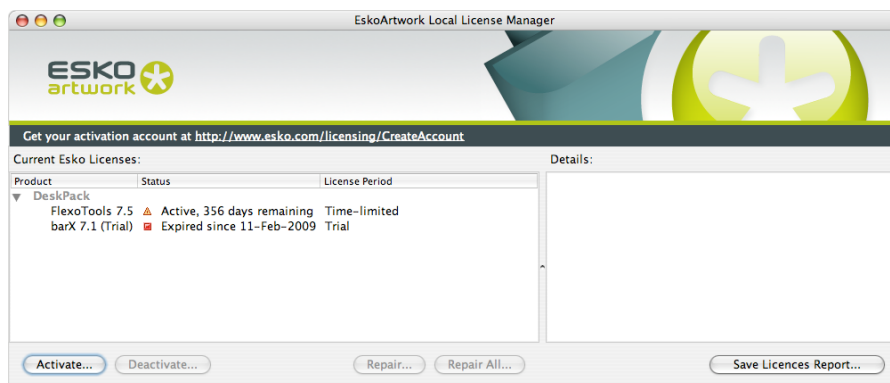 EskoArtwork Local License Manager
ESKO
artwork
Get your activation account at http://www.esko.com/licensing/CreateAccount
Current Esko Licenses:
Details:
Product Status License Period
DeskPack
FlexoTools 7.5 Active, 356 days remaining Time-limited
barX 7.1 (Trial) Expired since 11-Feb-2009 Trial
Activate... Deactivate... Repair... Repair All... Save Licences Report...